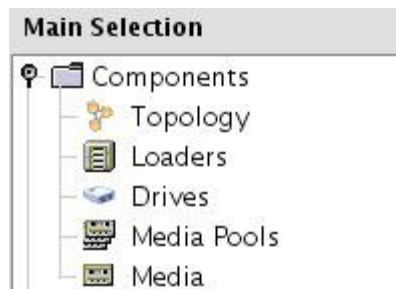 Main Selection
Components
Topology
Loaders
Drives
Media Pools
Media